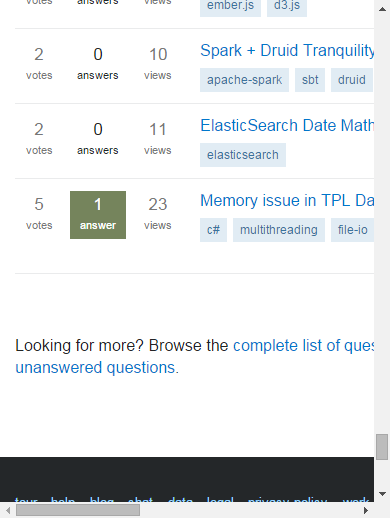 votes answers views ember.js d3.js
2 0 10 Spark + Druid Tranquility
votes answers views apache-spark sbt druid
2 0 11 ElasticSearch Date Math
votes answers views elasticsearch
5 1 23 Memory issue in TPL Da
votes answer views c# multithreading file-io
Looking for more? Browse the complete list of ques
unanswered questions.
tour help blog chat data legal privacy policy work